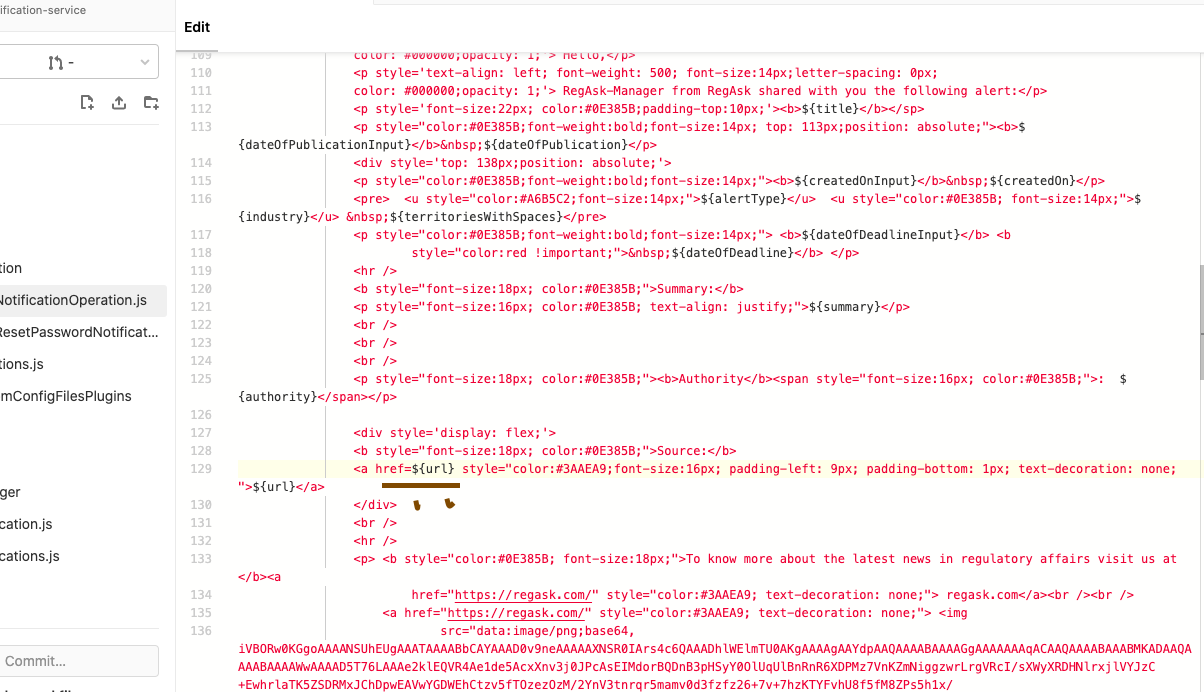 ification-service
Edit
-
109 color: #000000;opacity: 1;'> Hello,</p>
110 <p style='text-align: left; font-weight: 500; font-size:14px;letter-spacing: 0px;
111 color: #000000;opacity: 1;'> RegAsk-Manager from RegAsk shared with you the following alert:</p>
112 <p style='font-size:22px; color:#0E385B;padding-top:10px;'><b>${title}</b></sp>
113 <p style="color:#0E385B;font-weight:bold;font-size:14px; top: 113px;position: absolute;"><b>$
{dateOfPublicationInput}</b>&nbsp;${dateOfPublication}</p>
114 <div style='top: 138px;position: absolute;'>
115 <p style="color:#0E385B;font-weight:bold;font-size:14px;"><b>${createdOnInput}</b>&nbsp;${createdOn}</p>
116 <pre>  <u style="color:#A6B5C2;font-size:14px;">${alertType}</u>  <u style="color:#0E385B; font-size:14px;">$
{industry}</u> &nbsp;${territoriesWithSpaces}</pre>
117 <p style="color:#0E385B;font-weight:bold;font-size:14px;"> <b>${dateOfDeadlineInput}</b> <b
118 style="color:red !important;">&nbsp;${dateOfDeadline}</b> </p>
119 <hr />
120 <b style="font-size:18px; color:#0E385B;">Summary:</b>
121 <p style="font-size:16px; color:#0E385B; text-align: justify;">${summary}</p>
122 <br />
123 <br />
124 <br />
125 <p style="font-size:18px; color:#0E385B;"><b>Authority</b><span style="font-size:16px; color:#0E385B;">:  $
{authority}</span></p>
126
127 <div style='display: flex;'>
128 <b style="font-size:18px; color:#0E385B;">Source:</b>
129 <a href=${url} style="color:#3AAEA9;font-size:16px; padding-left: 9px; padding-bottom: 1px; text-decoration: none;
">${url}</a>
130 </div>
131 <br />
132 <hr />
133 <p> <b style="color:#0E385B; font-size:18px;">To know more about the latest news in regulatory affairs visit us at
</b><a
134 href="https://regask.com/" style="color:#3AAEA9; text-decoration: none;"> regask.com</a><br /><br />
135 <a href="https://regask.com/" style="color:#3AAEA9; text-decoration: none;"> <img
136 src="data:image/png;base64,
tion
NotificationOperation.js
ResetPasswordNotificat...
tions.js
mConfigFilesPlugins
ger
cation.js
cations.js
Commit...